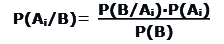 P(Aᵢ/B) = P(B/Aᵢ)·P(Aᵢ) / P(B)